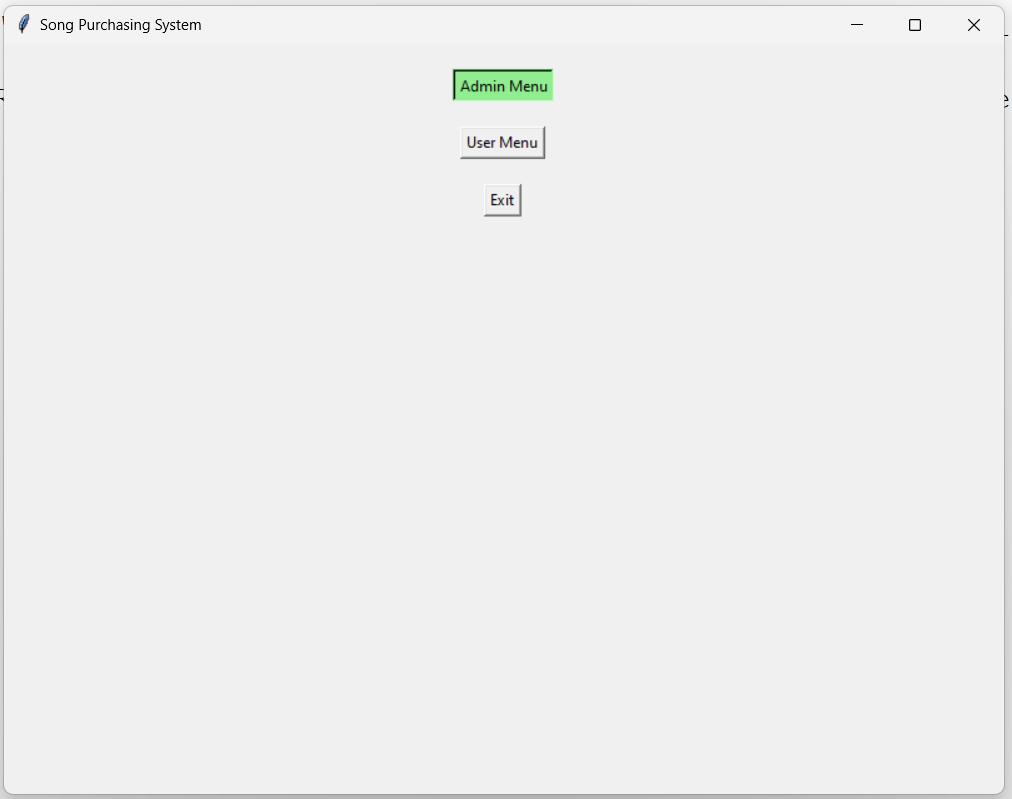 Song Purchasing System
Admin Menu
User Menu
Exit